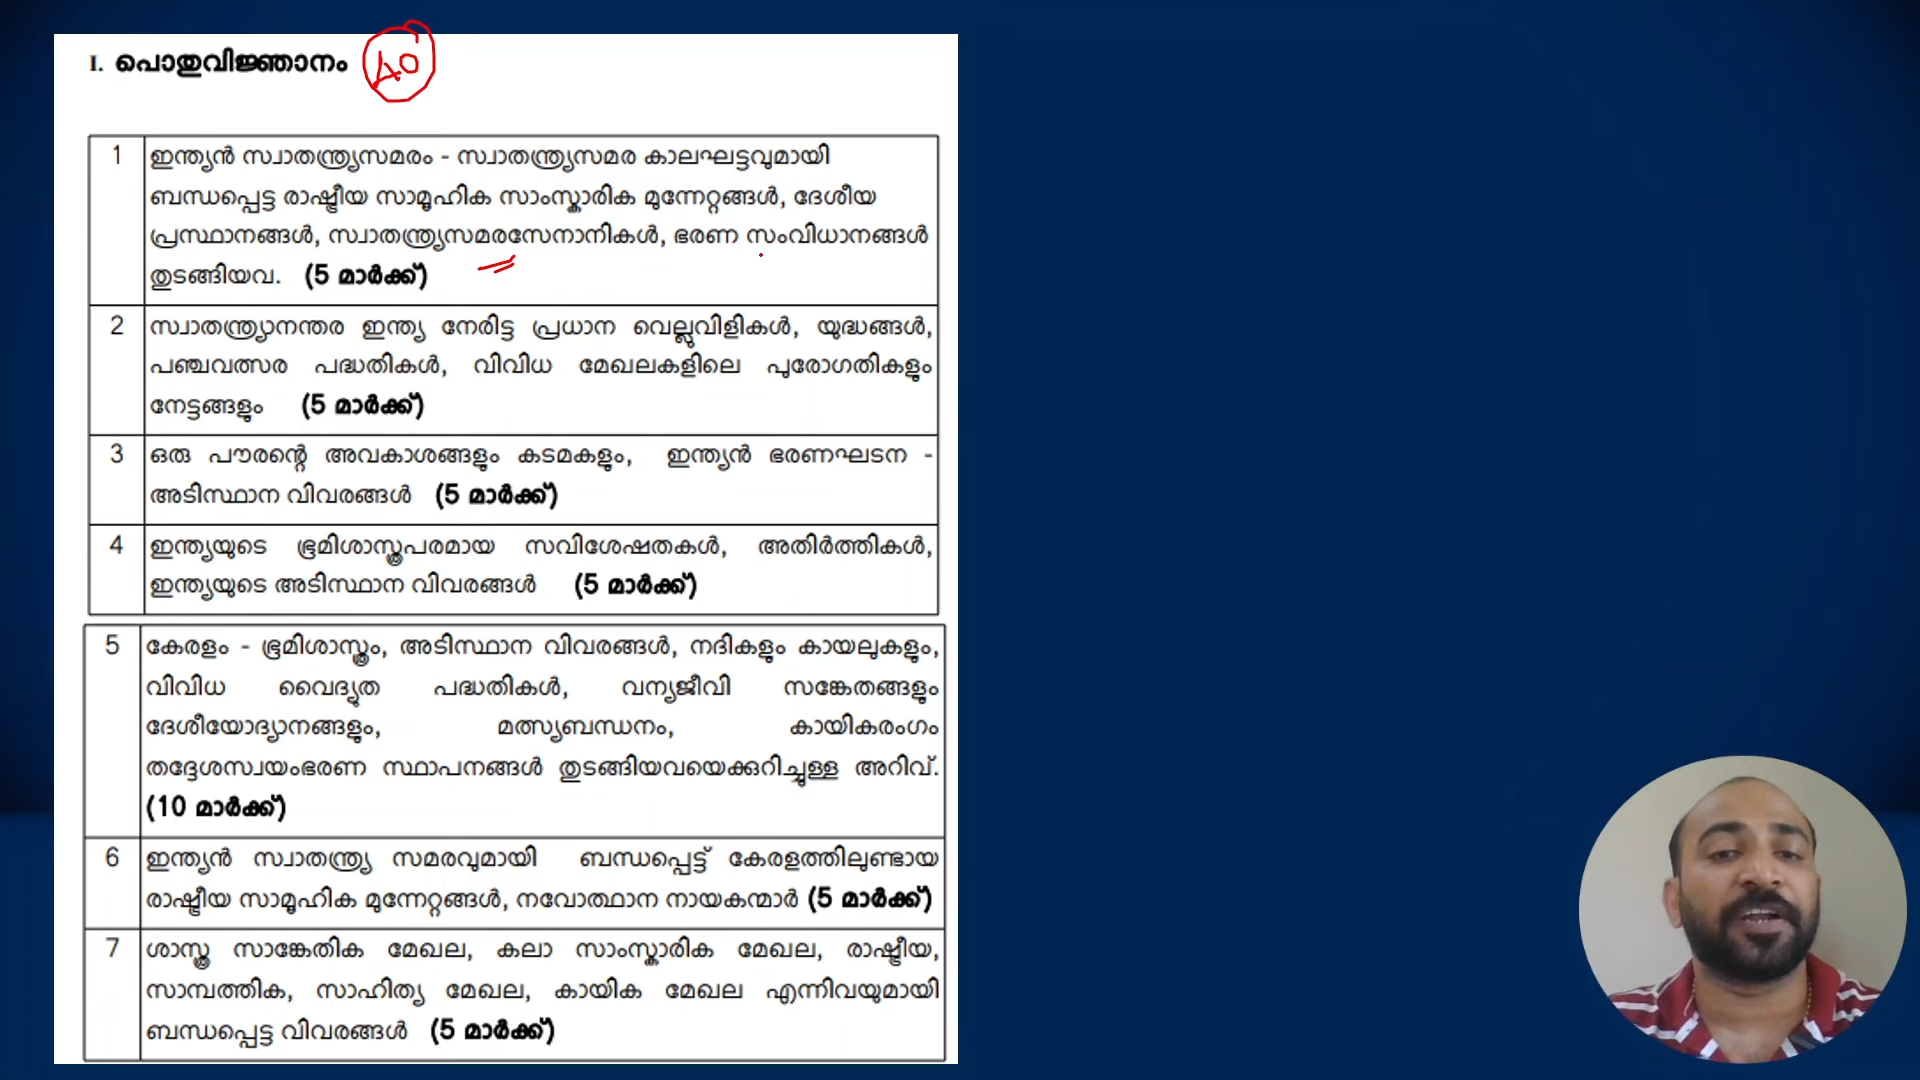 I. പൊതുവിജ്ഞാനം 40
1 ഇന്ത്യൻ സ്വാതന്ത്ര്യസമരം - സ്വാതന്ത്ര്യസമര കാലഘട്ടവുമായി
ബന്ധപ്പെട്ട രാഷ്ട്രീയ സാമൂഹിക സാംസ്കാരിക മുന്നേറ്റങ്ങൾ, ദേശീയ
പ്രസ്ഥാനങ്ങൾ, സ്വാതന്ത്ര്യസമരസേനാനികൾ, ഭരണ സംവിധാനങ്ങൾ
തുടങ്ങിയവ. (5 മാർക്ക്)
2 സ്വാതന്ത്ര്യാനന്തര ഇന്ത്യ നേരിട്ട പ്രധാന വെല്ലുവിളികൾ, യുദ്ധങ്ങൾ,
പഞ്ചവത്സര പദ്ധതികൾ, വിവിധ മേഖലകളിലെ പുരോഗതികളും
നേട്ടങ്ങളും (5 മാർക്ക്)
3 ഒരു പൗരന്റെ അവകാശങ്ങളും കടമകളും, ഇന്ത്യൻ ഭരണഘടന -
അടിസ്ഥാന വിവരങ്ങൾ (5 മാർക്ക്)
4 ഇന്ത്യയുടെ ഭൂമിശാസ്ത്രപരമായ സവിശേഷതകൾ, അതിർത്തികൾ,
ഇന്ത്യയുടെ അടിസ്ഥാന വിവരങ്ങൾ (5 മാർക്ക്)
5 കേരളം - ഭൂമിശാസ്ത്രം, അടിസ്ഥാന വിവരങ്ങൾ, നദികളും കായലുകളും,
വിവിധ വൈദ്യുത പദ്ധതികൾ, വന്യജീവി സങ്കേതങ്ങളും
ദേശീയോദ്യാനങ്ങളും, മത്സ്യബന്ധനം, കായികരംഗം
തദ്ദേശസ്വയംഭരണ സ്ഥാപനങ്ങൾ തുടങ്ങിയവയെക്കുറിച്ചുള്ള അറിവ്.
(10 മാർക്ക്)
6 ഇന്ത്യൻ സ്വാതന്ത്ര്യ സമരവുമായി ബന്ധപ്പെട്ട് കേരളത്തിലുണ്ടായ
രാഷ്ട്രീയ സാമൂഹിക മുന്നേറ്റങ്ങൾ, നവോത്ഥാന നായകന്മാർ (5 മാർക്ക്)
7 ശാസ്ത്ര സാങ്കേതിക മേഖല, കലാ സാംസ്കാരിക മേഖല, രാഷ്ട്രീയ,
സാമ്പത്തിക, സാഹിത്യ മേഖല, കായിക മേഖല എന്നിവയുമായി
ബന്ധപ്പെട്ട വിവരങ്ങൾ (5 മാർക്ക്)